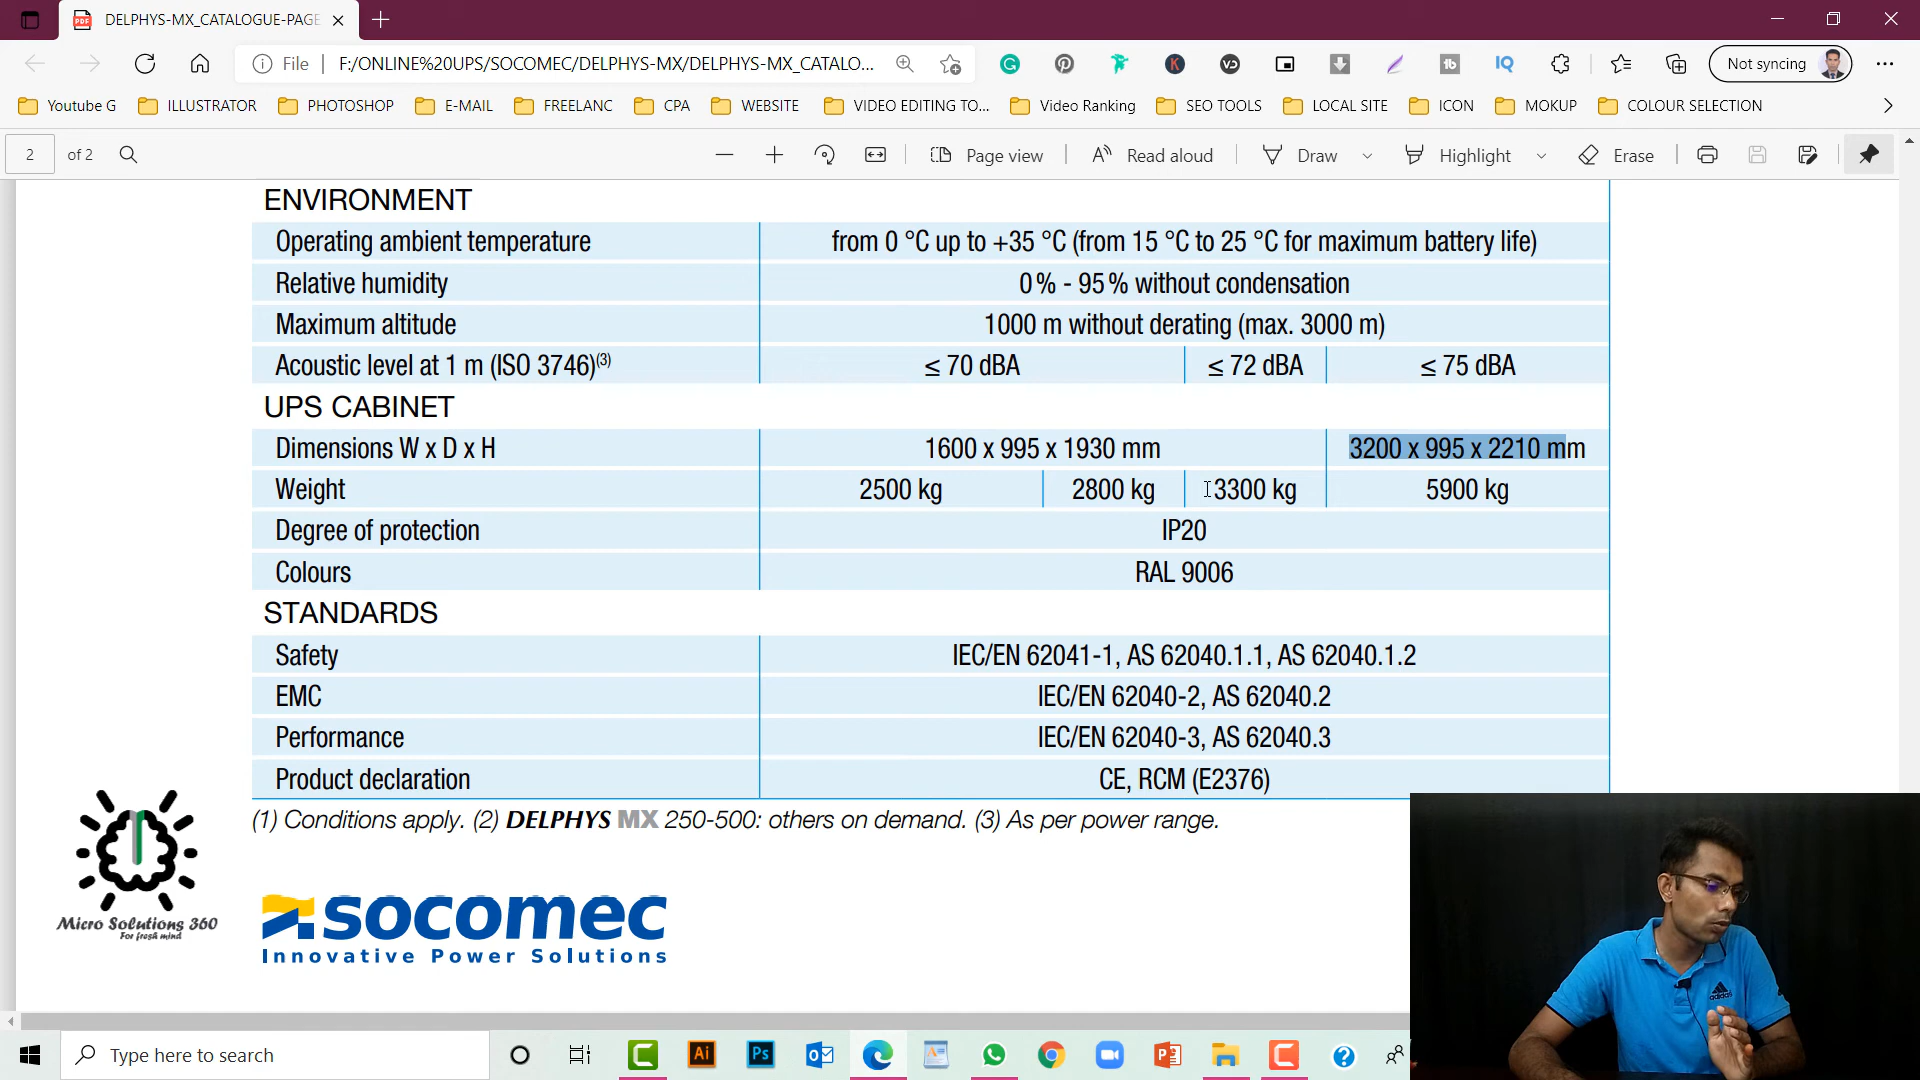 DELPHYS-MX_CATALOGUE-PAGE
File F:/ONLINE%20UPS/SOCOMEC/DELPHYS-MX/DELPHYS-MX_CATALO... Not syncing
Youtube G ILLUSTRATOR PHOTOSHOP E-MAIL FREELANC CPA WEBSITE VIDEO EDITING TO... Video Ranking SEO TOOLS LOCAL SITE ICON MOKUP COLOUR SELECTION
2 of 2 Page view Read aloud Draw Highlight Erase
ENVIRONMENT
Operating ambient temperature from 0 °C up to +35 °C (from 15 °C to 25 °C for maximum battery life)
Relative humidity 0% - 95% without condensation
Maximum altitude 1000 m without derating (max. 3000 m)
Acoustic level at 1 m (ISO 3746)(3) ≤ 70 dBA ≤ 72 dBA ≤ 75 dBA
UPS CABINET
Dimensions W x D x H 1600 x 995 x 1930 mm 3200 x 995 x 2210 mm
Weight 2500 kg 2800 kg 3300 kg 5900 kg
Degree of protection IP20
Colours RAL 9006
STANDARDS
Safety IEC/EN 62041-1, AS 62040.1.1, AS 62040.1.2
EMC IEC/EN 62040-2, AS 62040.2
Performance IEC/EN 62040-3, AS 62040.3
Product declaration CE, RCM (E2376)
(1) Conditions apply. (2) DELPHYS MX 250-500: others on demand. (3) As per power range.
Micro Solutions 360
For fresh mind
socomec
Innovative Power Solutions
adidas
Type here to search